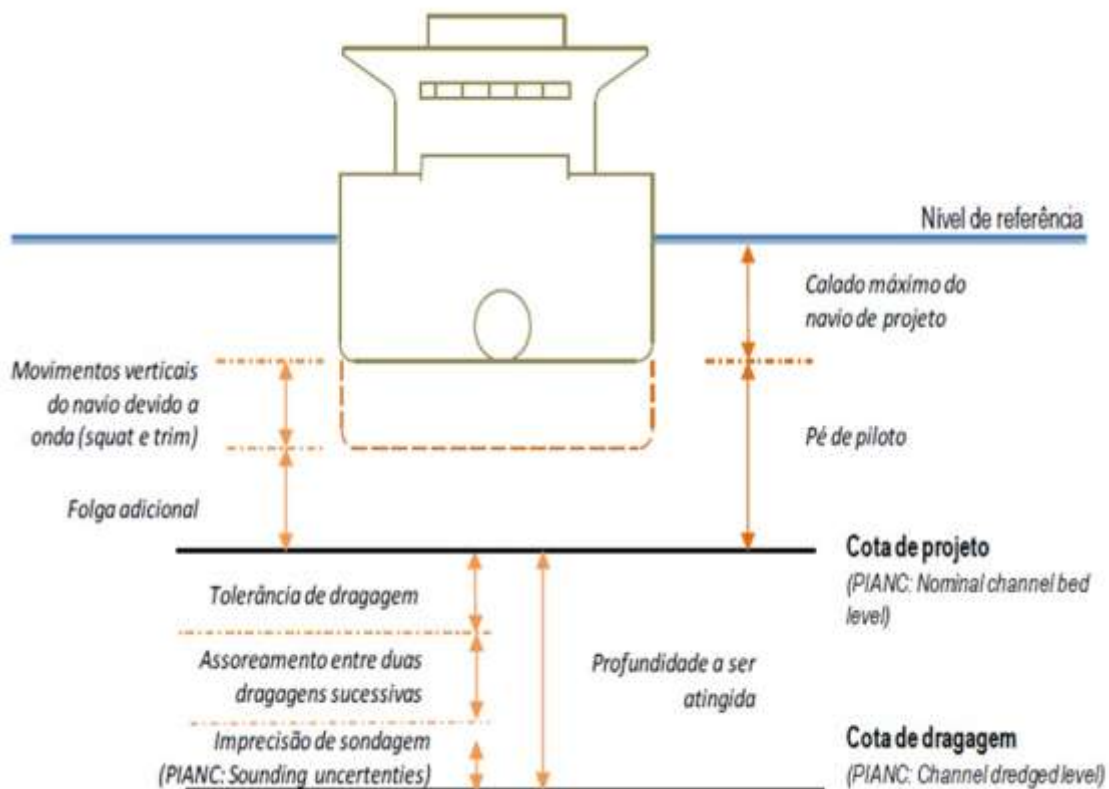 Nível de referência
Calado máximo do
navio de projeto
Movimentos verticais
do navio devido a
onda (squat e trim)
Pé de piloto
Folga adicional
Cota de projeto
(PIANC: Nominal channel bed
level)
Tolerância de dragagem
Assoreamento entre duas
dragagens sucessivas
Profundidade a ser
atingida
Imprecisão de sondagem
(PIANC: Sounding uncertenties)
Cota de dragagem
(PIANC: Channel dredged level)